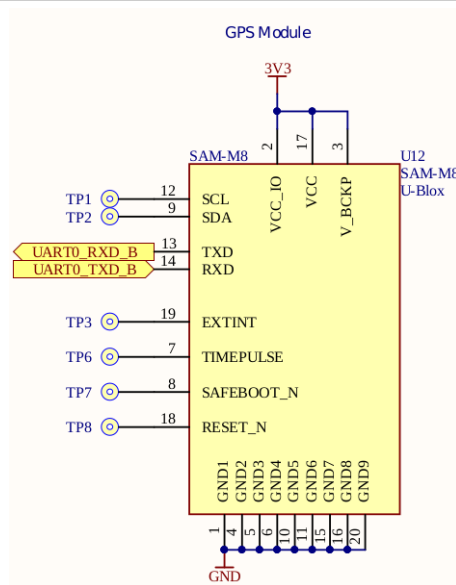 GPS Module
3V3
2
17
3
SAM-M8
U12
SAM-M8
U-Blox
VCC_IO
VCC
V_BCKP
TP1 12 SCL
TP2 9 SDA
UART0_RXD_B 13 TXD
UART0_TXD_B 14 RXD
TP3 19 EXTINT
TP6 7 TIMEPULSE
TP7 8 SAFEBOOT_N
TP8 18 RESET_N
GND1
GND2
GND3
GND4
GND5
GND6
GND7
GND8
GND9
1
4
5
6
10
11
15
16
20
GND